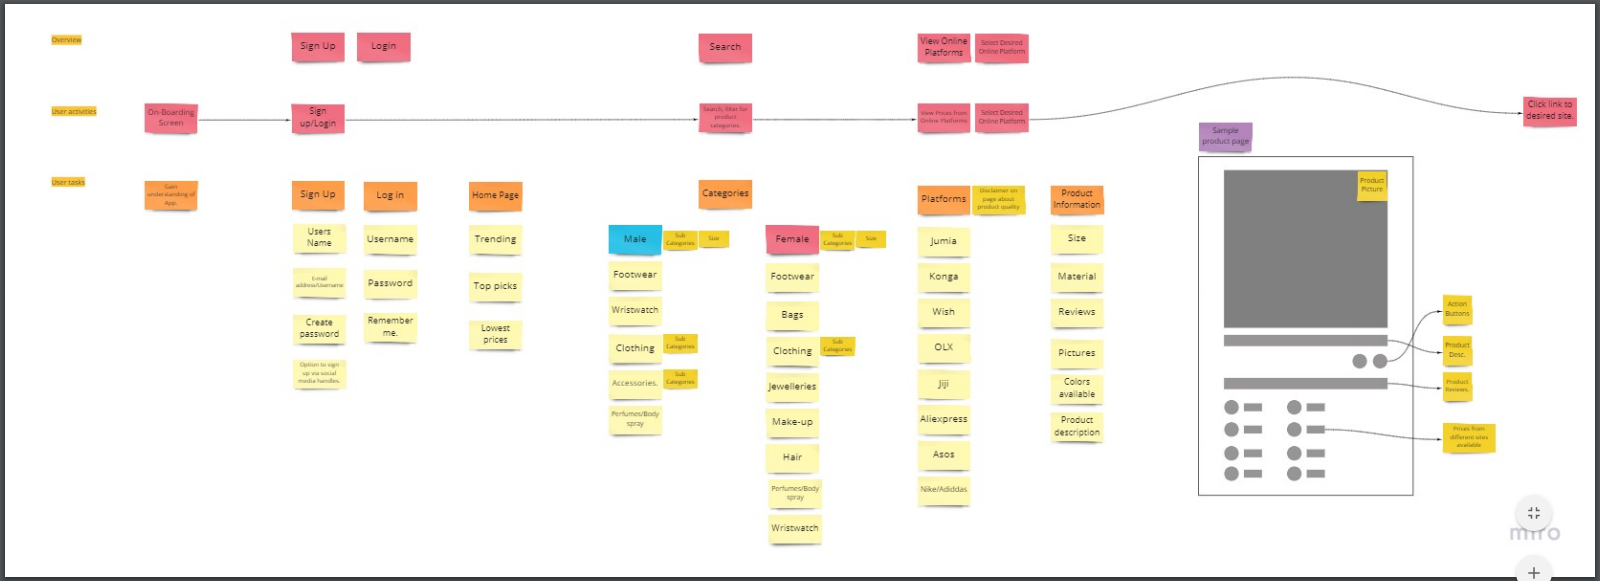 Overview
Sign Up
Login
Search
View Online
Platforms
Select Desired
Online Platform
User activities
On-Boarding
Screen
Sign
up/Login
Search, filter for
product
categories.
View Prices from
Online Platforms
Select Desired
Online Platform
Click link to
desired site.
Sample
product page
User tasks
Gain
understanding of
App.
Sign Up
Users
Name
E-mail
address/Username
Create
password
Option to sign
up via social
media handles.
Log in
Username
Password
Remember
me.
Home Page
Trending
Top picks
Lowest
prices
Categories
Male
Sub
Categories
Size
Footwear
Wristwatch
Clothing
Sub
Categories
Accessories.
Sub
Categories
Perfumes/Body
spray
Female
Sub
Categories
Size
Footwear
Bags
Clothing
Sub
Categories
Jewelleries
Make-up
Hair
Perfumes/Body
spray
Wristwatch
Platforms
Disclaimer on
page about
product quality
Jumia
Konga
Wish
OLX
Jiji
Aliexpress
Asos
Nike/Adiddas
Product
Information
Size
Material
Reviews
Pictures
Colors
available
Product
description
Product
Picture
Action
Buttons
Product
Desc.
Product
Reviews.
Prices from
different sites
available
miro